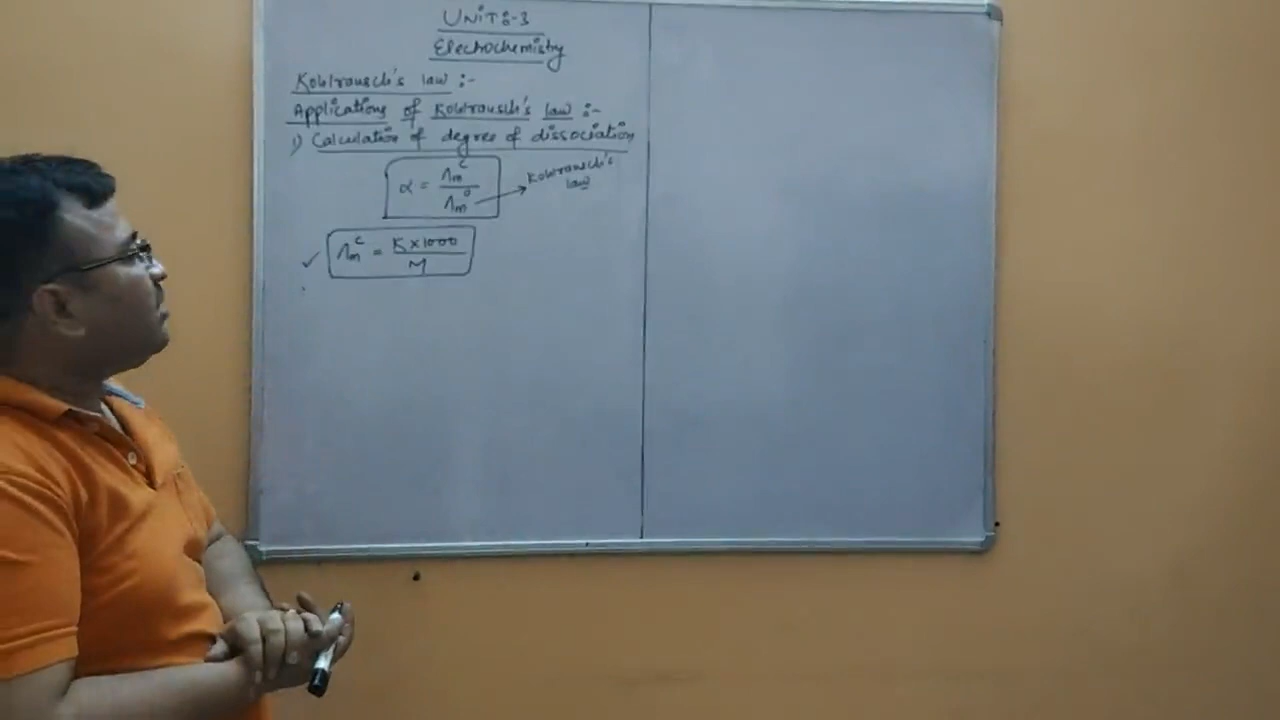 UNIT:-3
Electrochemistry
Kohlrausch's law :-
Applications of Kohlrausch's law :-
1) Calculation of degree of dissociation
α = Λm^c / Λm^o → Kohlrausch's law
✓ Λm^c = K×1000 / M